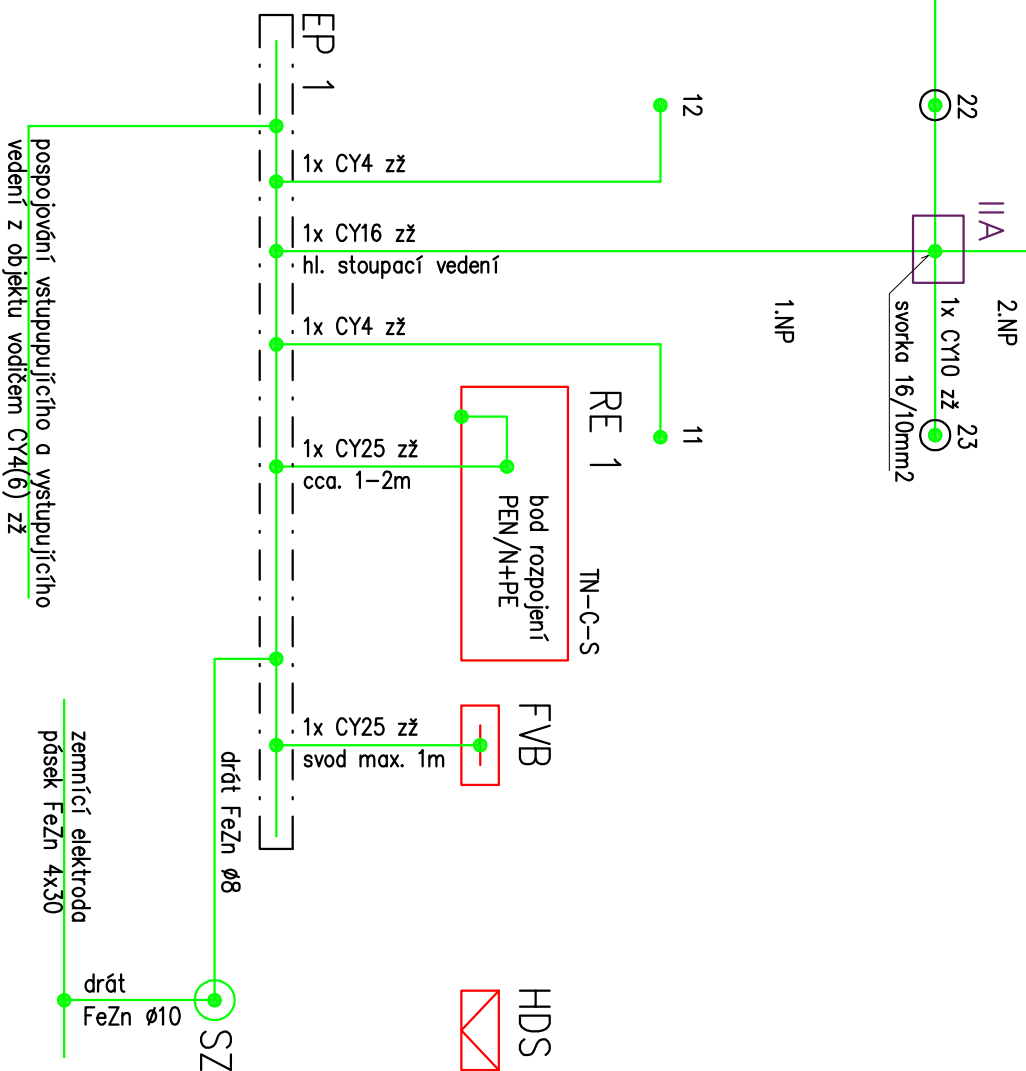 EP 1
12
22
IIA
2.NP
1x CY10 zž
23
svorka 16/10mm2
1.NP
1x CY4 zž
1x CY16 zž
hl. stoupací vedení
1x CY4 zž
11
RE 1
1x CY25 zž
cca. 1-2m
bod rozpojení
PEN/N+PE
TN-C-S
FVB
1x CY25 zž
svod max. 1m
HDS
pospojování vstupupujícího a vystupujícího
vedení z objektu vodičem CY4(6) zž
drát FeZn ø8
zemnící elektroda
pásek FeZn 4x30
drát
FeZn ø10
SZ